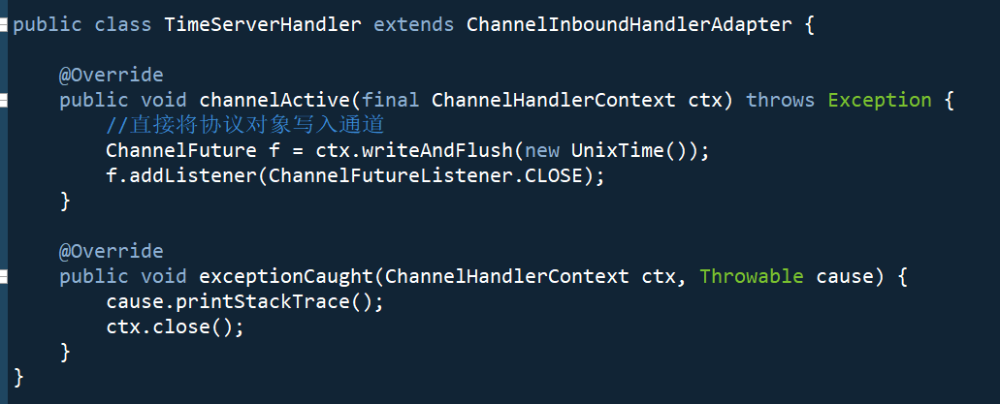 public class TimeServerHandler extends ChannelInboundHandlerAdapter {
@Override
public void channelActive(final ChannelHandlerContext ctx) throws Exception {
//直接将协议对象写入通道
ChannelFuture f = ctx.writeAndFlush(new UnixTime());
f.addListener(ChannelFutureListener.CLOSE);
}
@Override
public void exceptionCaught(ChannelHandlerContext ctx, Throwable cause) {
cause.printStackTrace();
ctx.close();
}
}